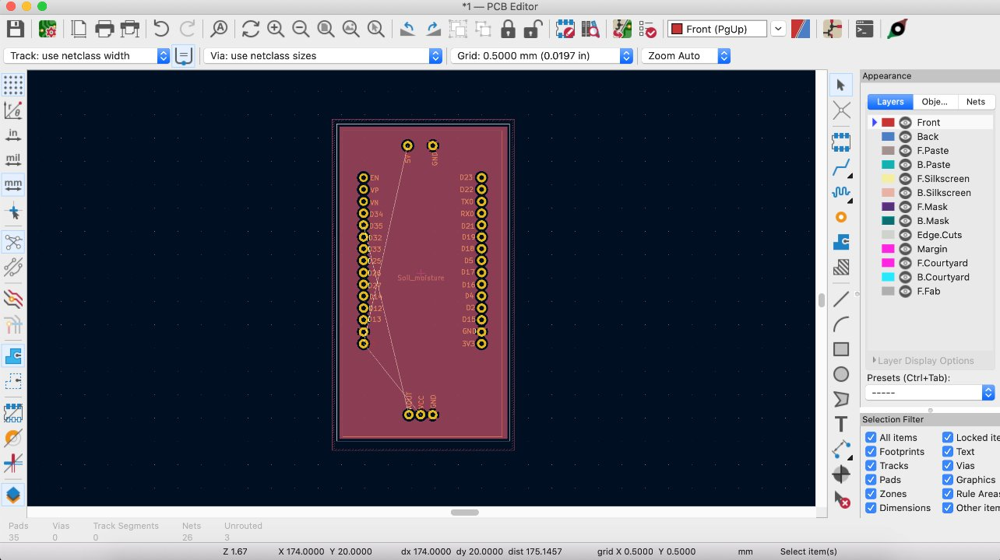 *1 — PCB Editor
Front (PgUp)
Track: use netclass width
Via: use netclass sizes
Grid: 0.5000 mm (0.0197 in)
Zoom Auto
in
mil
mm
5V
GND
EN
VP
VN
D34
D35
D32
D33
D25
D26
D27
D14
D12
D13
D23
D22
TX0
RX0
D21
D19
D18
D5
D17
D16
D4
D2
D15
GND
3V3
Soil_moisture
AOUT
VCC
GND
Appearance
Layers Obje... Nets
Front
Back
F.Paste
B.Paste
F.Silkscreen
B.Silkscreen
F.Mask
B.Mask
Edge.Cuts
Margin
F.Courtyard
B.Courtyard
F.Fab
Layer Display Options
Presets (Ctrl+Tab):
-----
Selection Filter
All items Locked ite
Footprints Text
Tracks Vias
Pads Graphics
Zones Rule Areas
Dimensions Other item
Pads Vias Track Segments Nets Unrouted
35 0 0 26 3
Z 1.67 X 174.0000 Y 20.0000 dx 174.0000 dy 20.0000 dist 175.1457 grid X 0.5000 Y 0.5000 mm Select item(s)